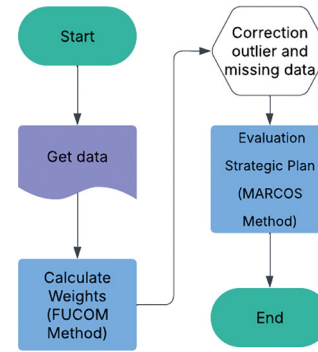 Start
Get data
Calculate
Weights
(FUCOM
Method)
Correction
outlier and
missing data
Evaluation
Strategic Plan
(MARCOS
Method)
End